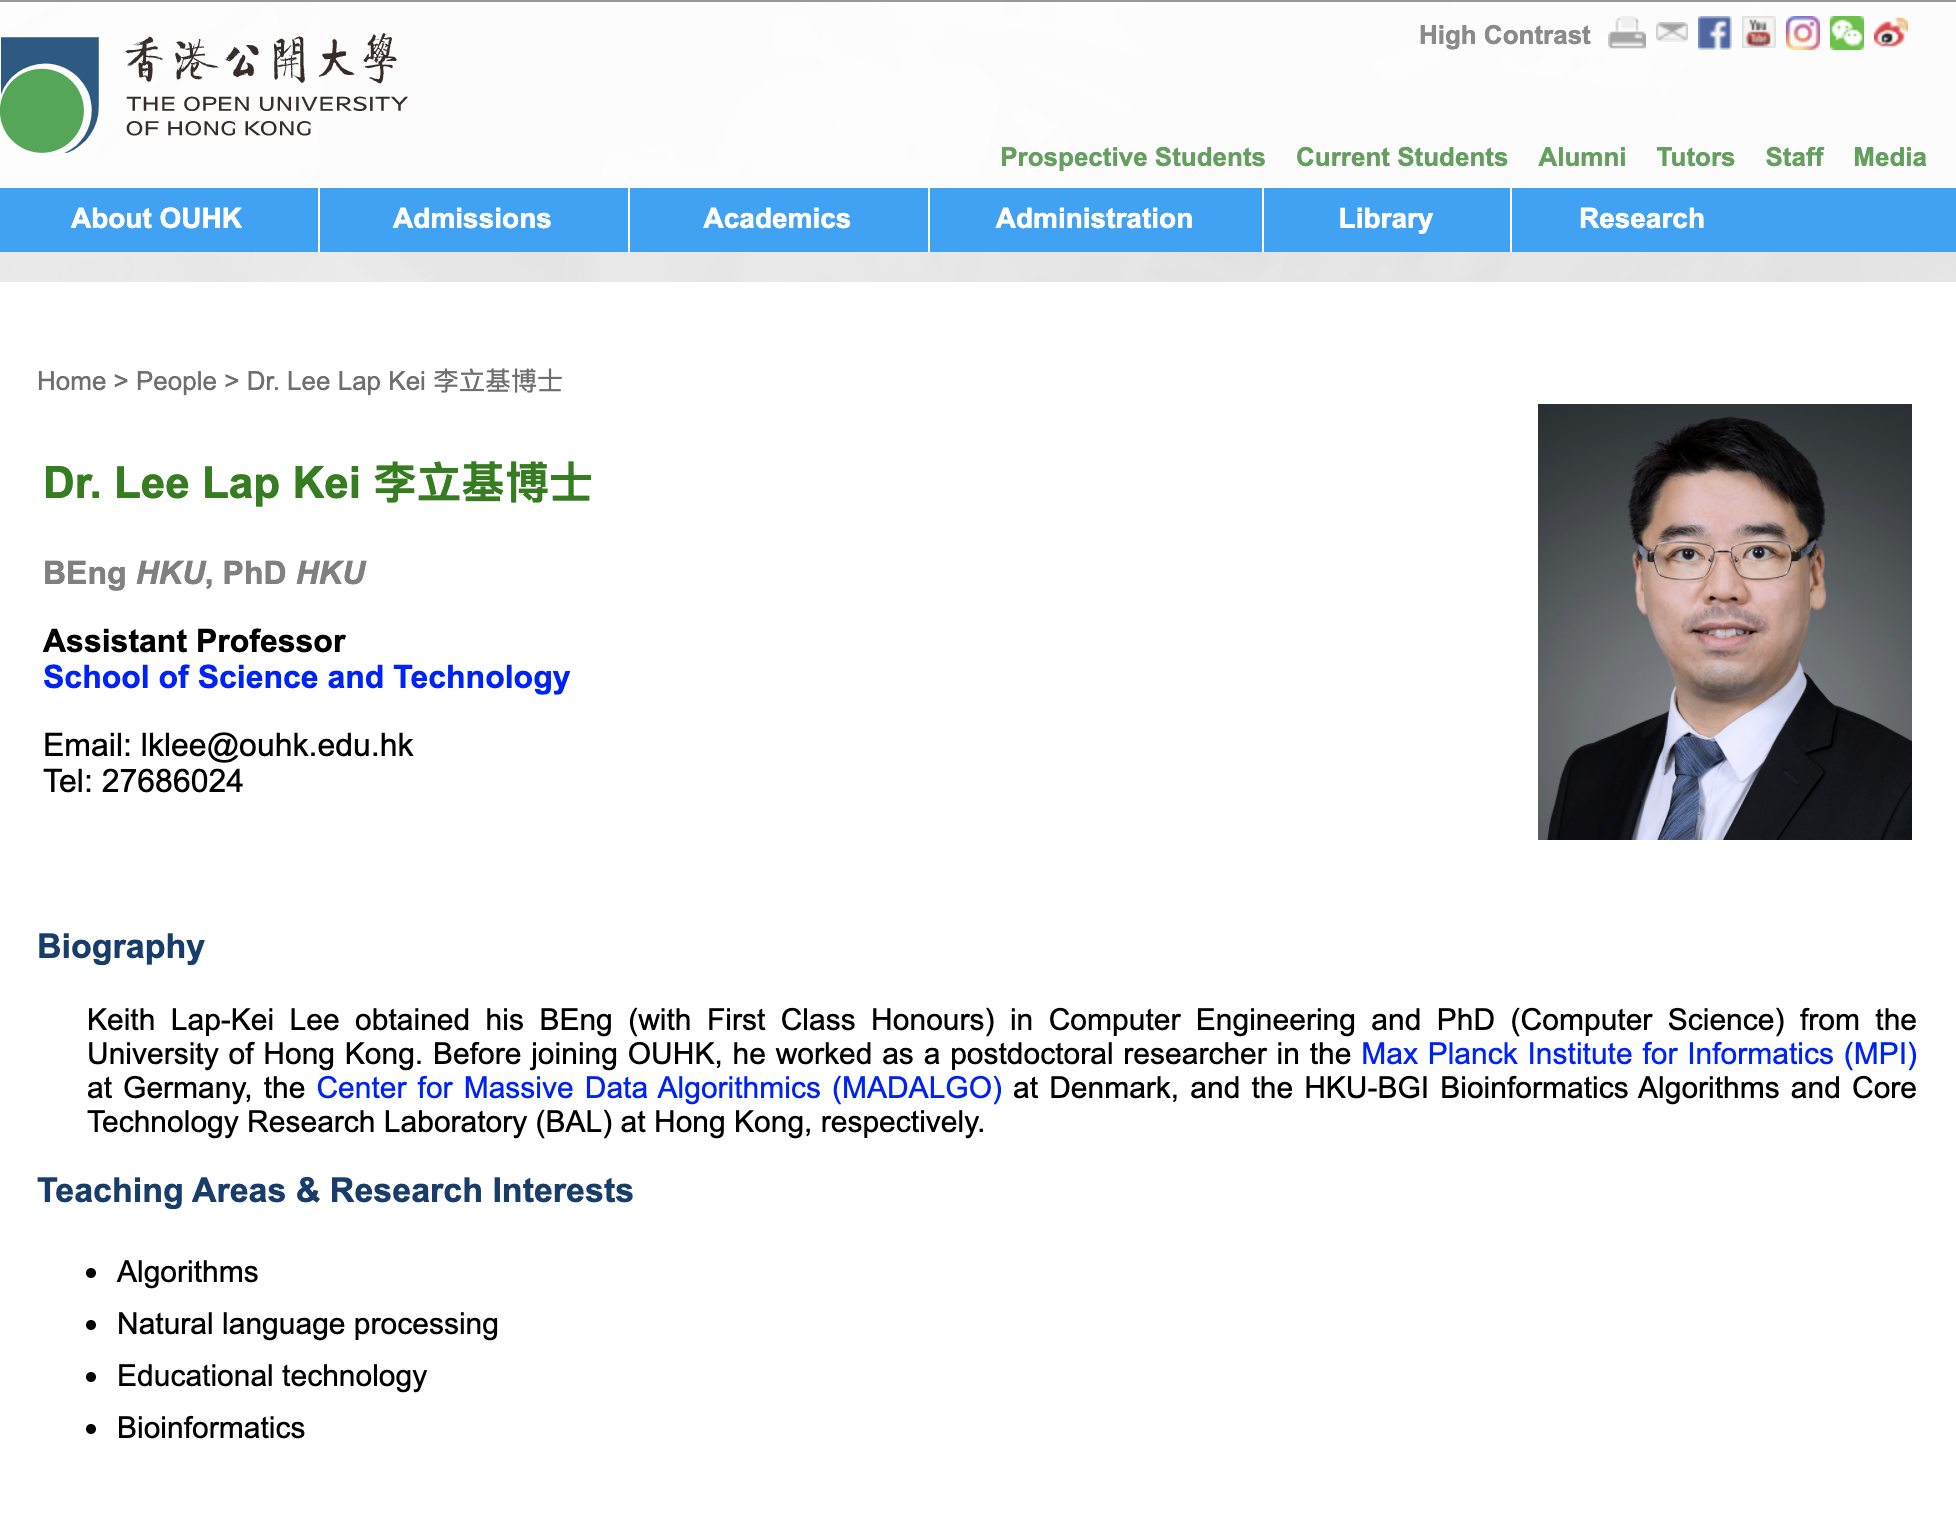 High Contrast
香港公開大學
THE OPEN UNIVERSITY
OF HONG KONG
Prospective Students Current Students Alumni Tutors Staff Media
About OUHK Admissions Academics Administration Library Research
Home > People > Dr. Lee Lap Kei 李立基博士
Dr. Lee Lap Kei 李立基博士
BEng HKU, PhD HKU
Assistant Professor
School of Science and Technology
Email: lklee@ouhk.edu.hk
Tel: 27686024
Biography
Keith Lap-Kei Lee obtained his BEng (with First Class Honours) in Computer Engineering and PhD (Computer Science) from the
University of Hong Kong. Before joining OUHK, he worked as a postdoctoral researcher in the Max Planck Institute for Informatics (MPI)
at Germany, the Center for Massive Data Algorithmics (MADALGO) at Denmark, and the HKU-BGI Bioinformatics Algorithms and Core
Technology Research Laboratory (BAL) at Hong Kong, respectively.
Teaching Areas & Research Interests
• Algorithms
• Natural language processing
• Educational technology
• Bioinformatics